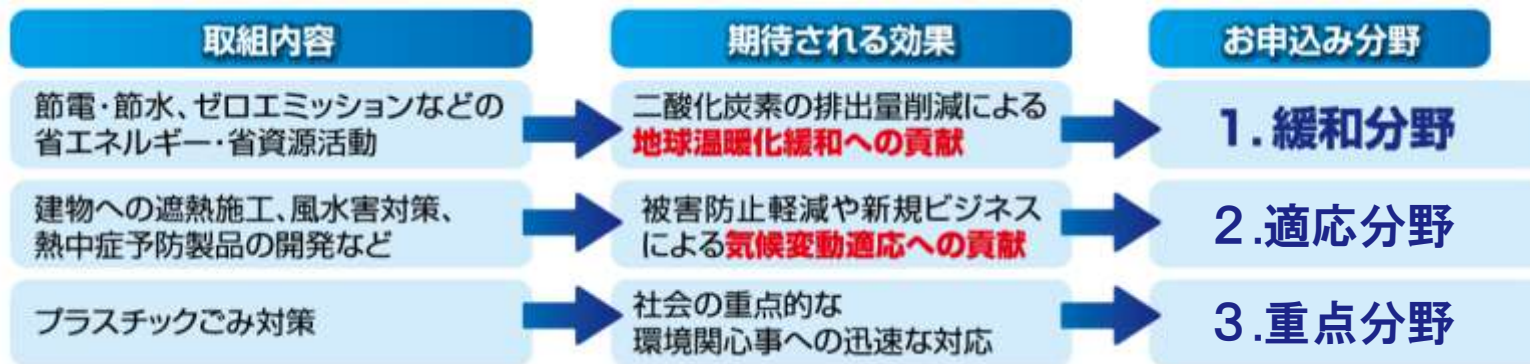 取組内容
期待される効果
お申込み分野
節電・節水、ゼロエミッションなどの
省エネルギー・省資源活動
二酸化炭素の排出量削減による
地球温暖化緩和への貢献
1.緩和分野
建物への遮熱施工、風水害対策、
熱中症予防製品の開発など
被害防止軽減や新規ビジネス
による気候変動適応への貢献
2.適応分野
プラスチックごみ対策
社会の重点的な
環境関心事への迅速な対応
3.重点分野